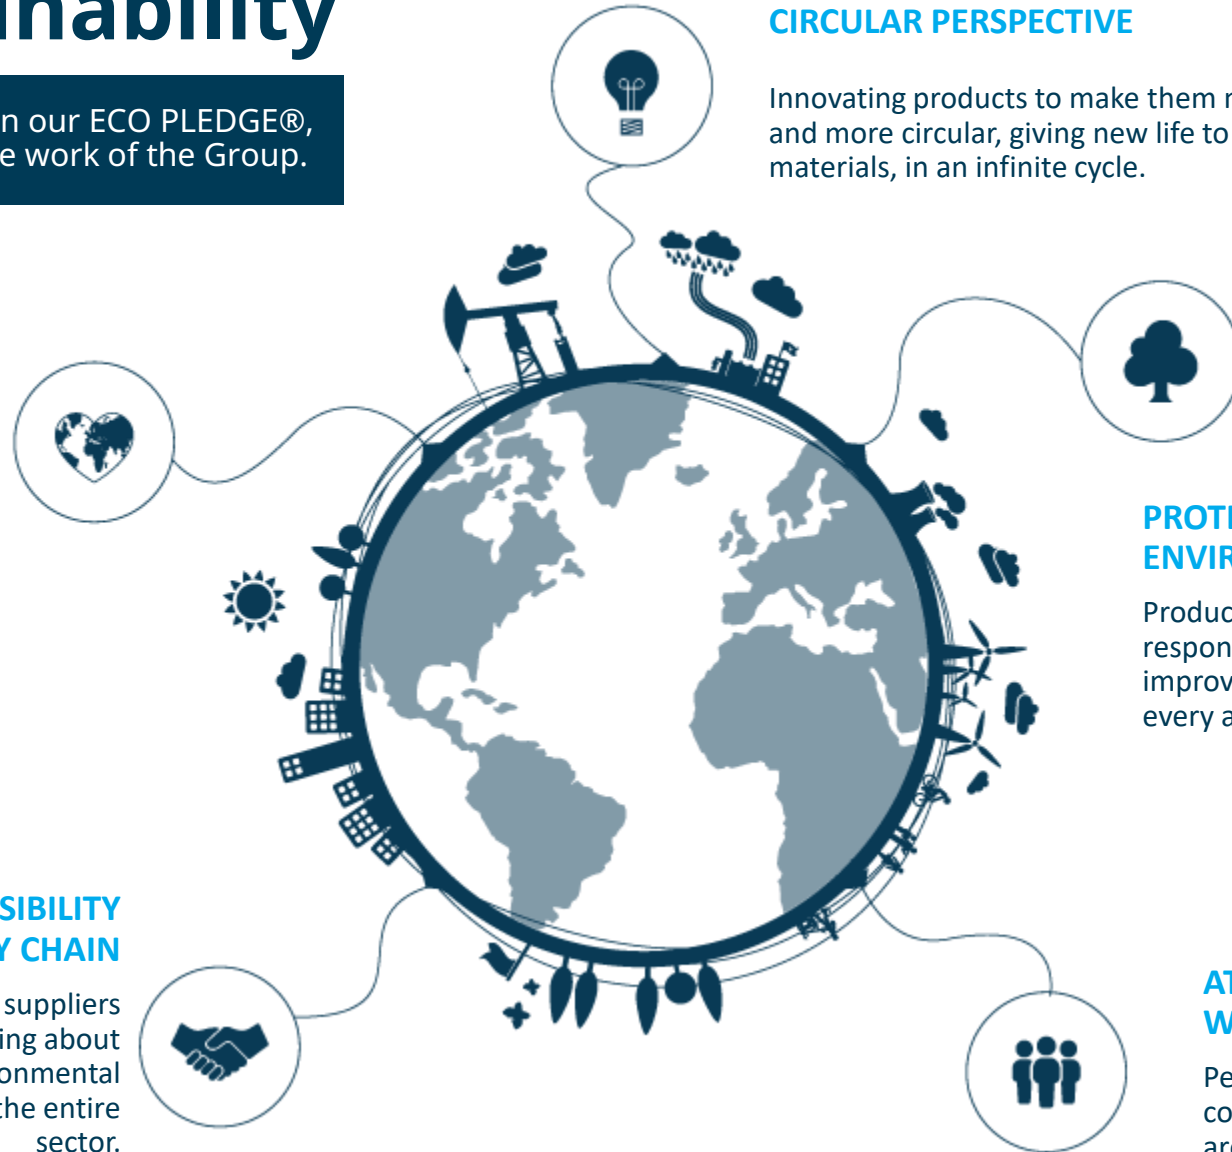 nability
n our ECO PLEDGE®,
e work of the Group.
CIRCULAR PERSPECTIVE
Innovating products to make them
and more circular, giving new life to
materials, in an infinite cycle.
PROT
ENVIR
Produc
respon
improv
every a
SIBILITY
Y CHAIN
suppliers
ing about
onmental
the entire
sector.
AT
W
Pe
co